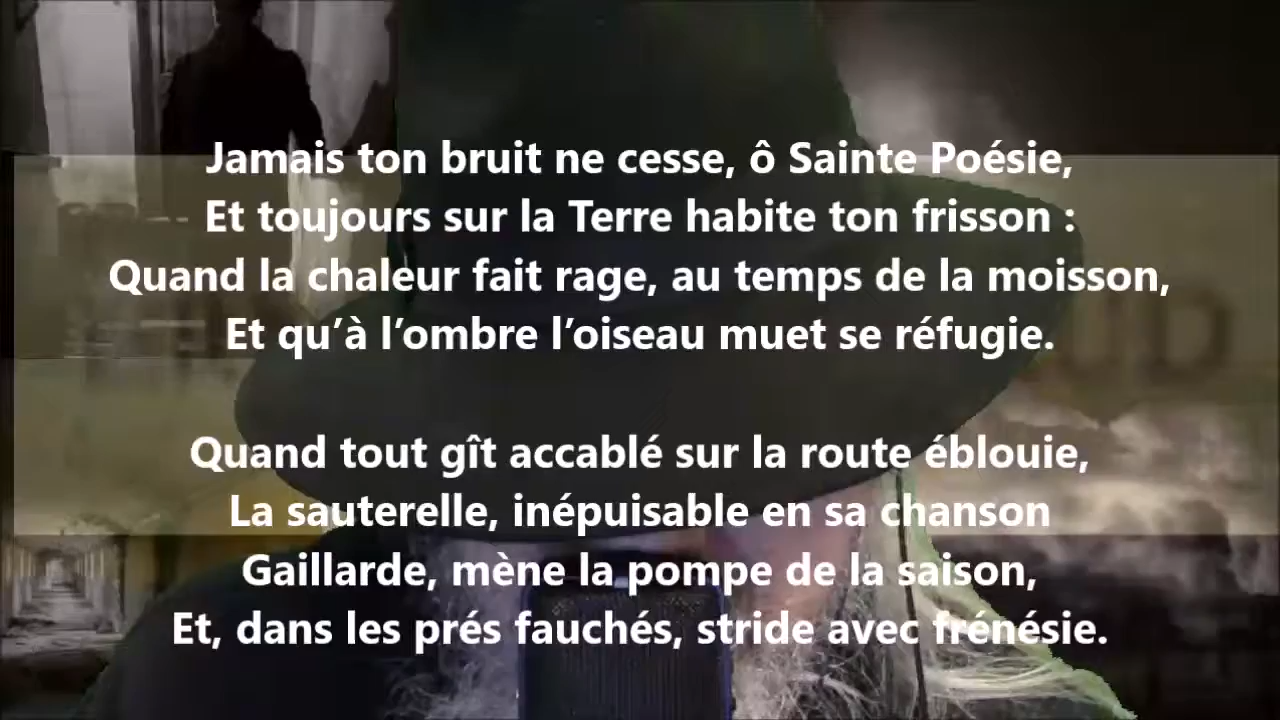 Jamais ton bruit ne cesse, ô Sainte Poésie,
Et toujours sur la Terre habite ton frisson :
Quand la chaleur fait rage, au temps de la moisson,
Et qu’à l’ombre l’oiseau muet se réfugie.
Quand tout gît accablé sur la route éblouie,
La sauterelle, inépuisable en sa chanson
Gaillarde, mène la pompe de la saison,
Et, dans les prés fauchés, stride avec frénésie.